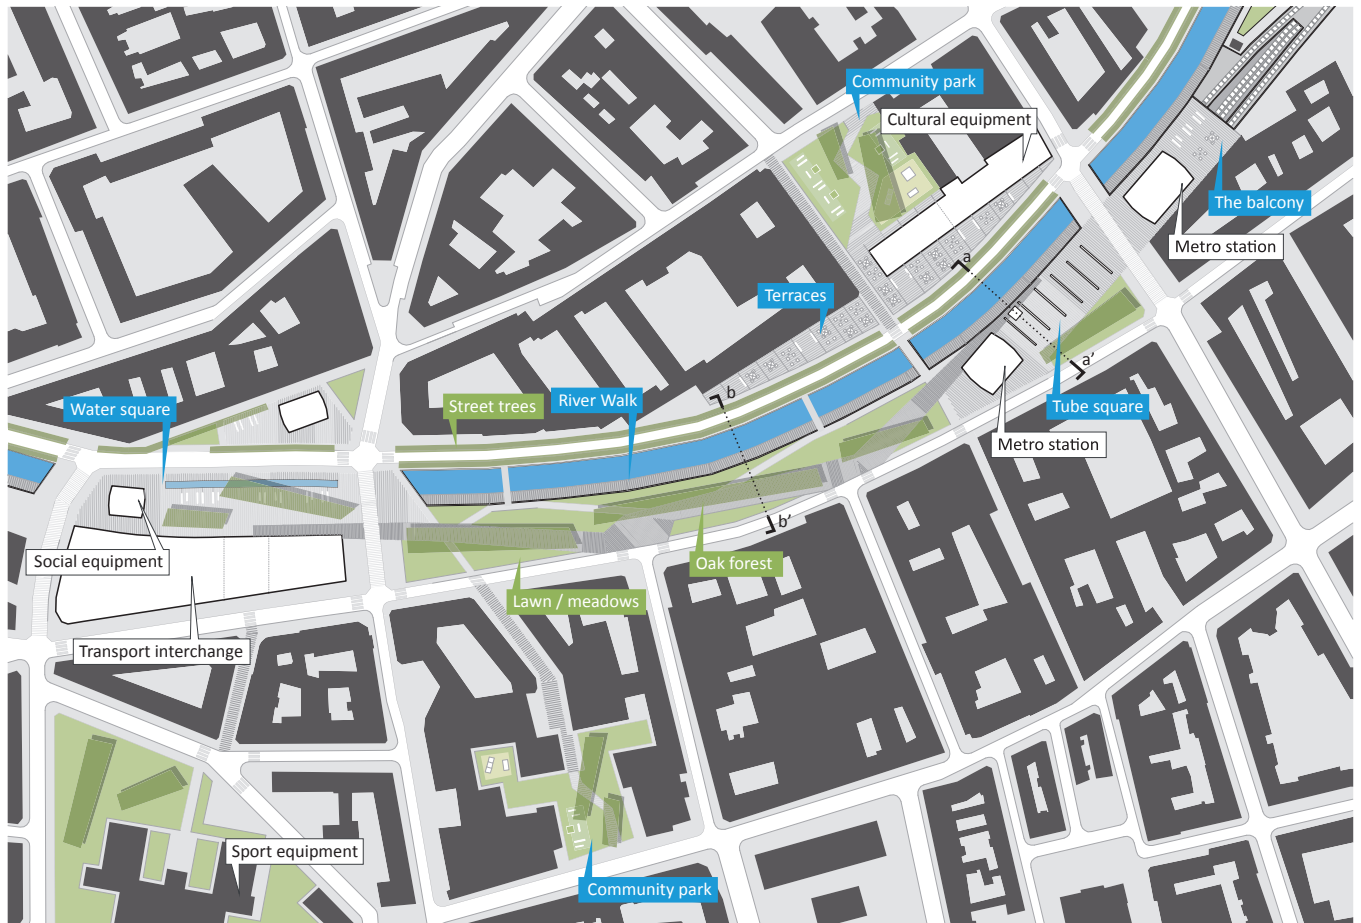 Community park
Cultural equipment
The balcony
Metro station
a
Terraces
a'
Tube square
b
River Walk
Street trees
Water square
Metro station
b'
Social equipment
Oak forest
Lawn / meadows
Transport interchange
Sport equipment
Community park